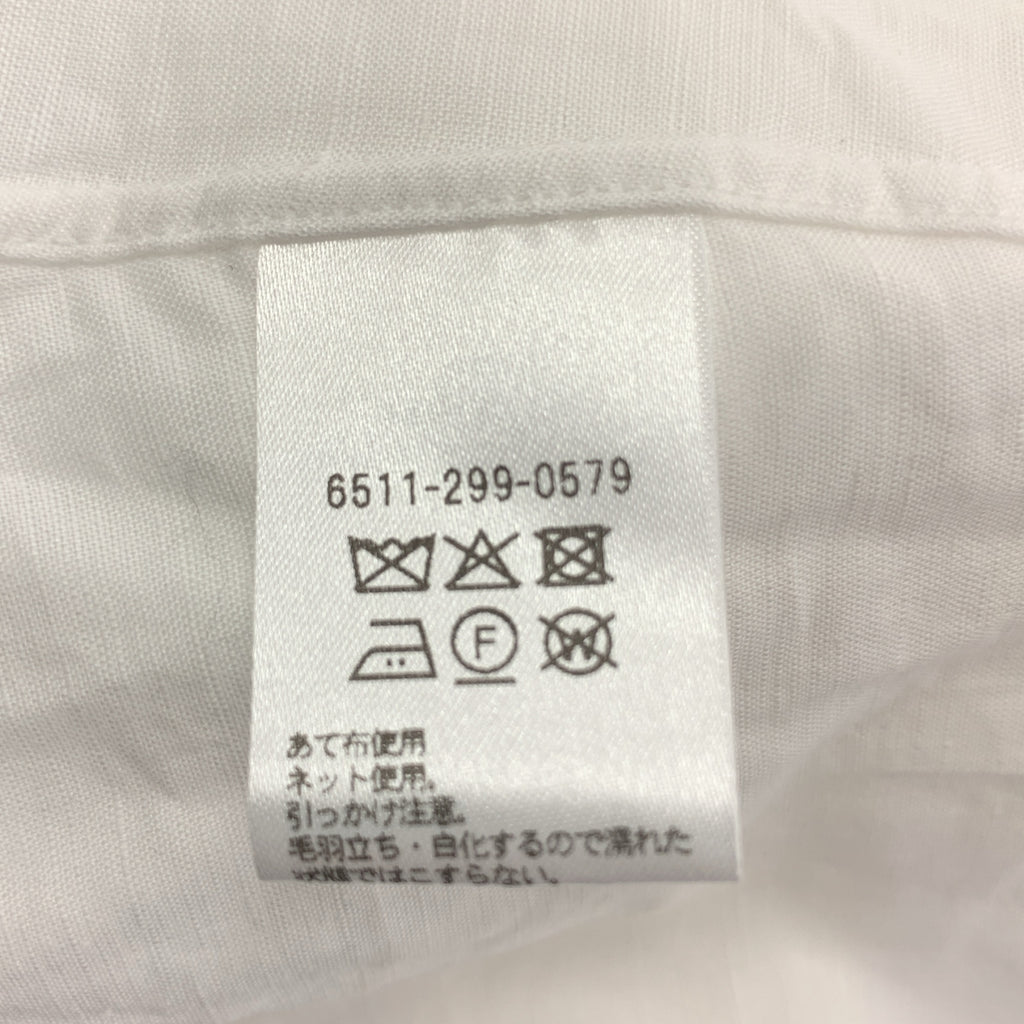 6511-299-0579
F
W
あて布使用
ネット使用。
引っかけ注意。
毛羽立ち・白化するので濡れた
状態ではこすらない。